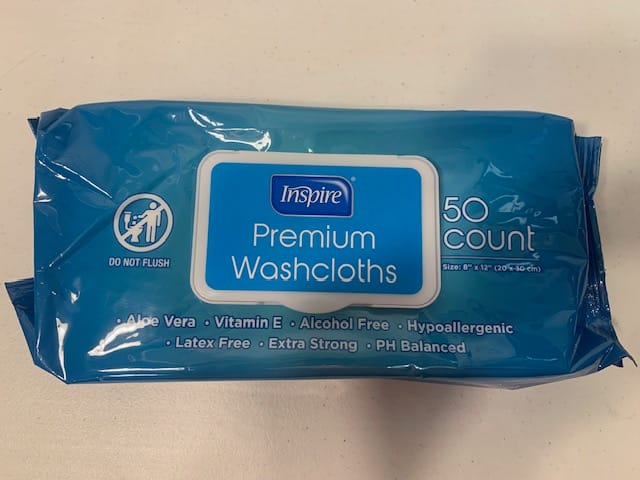 Inspire®
Premium
Washcloths
50
count
Size: 8" x 12" (20 x 30 cm)
DO NOT FLUSH
• Aloe Vera • Vitamin E • Alcohol Free • Hypoallergenic
• Latex Free • Extra Strong • PH Balanced